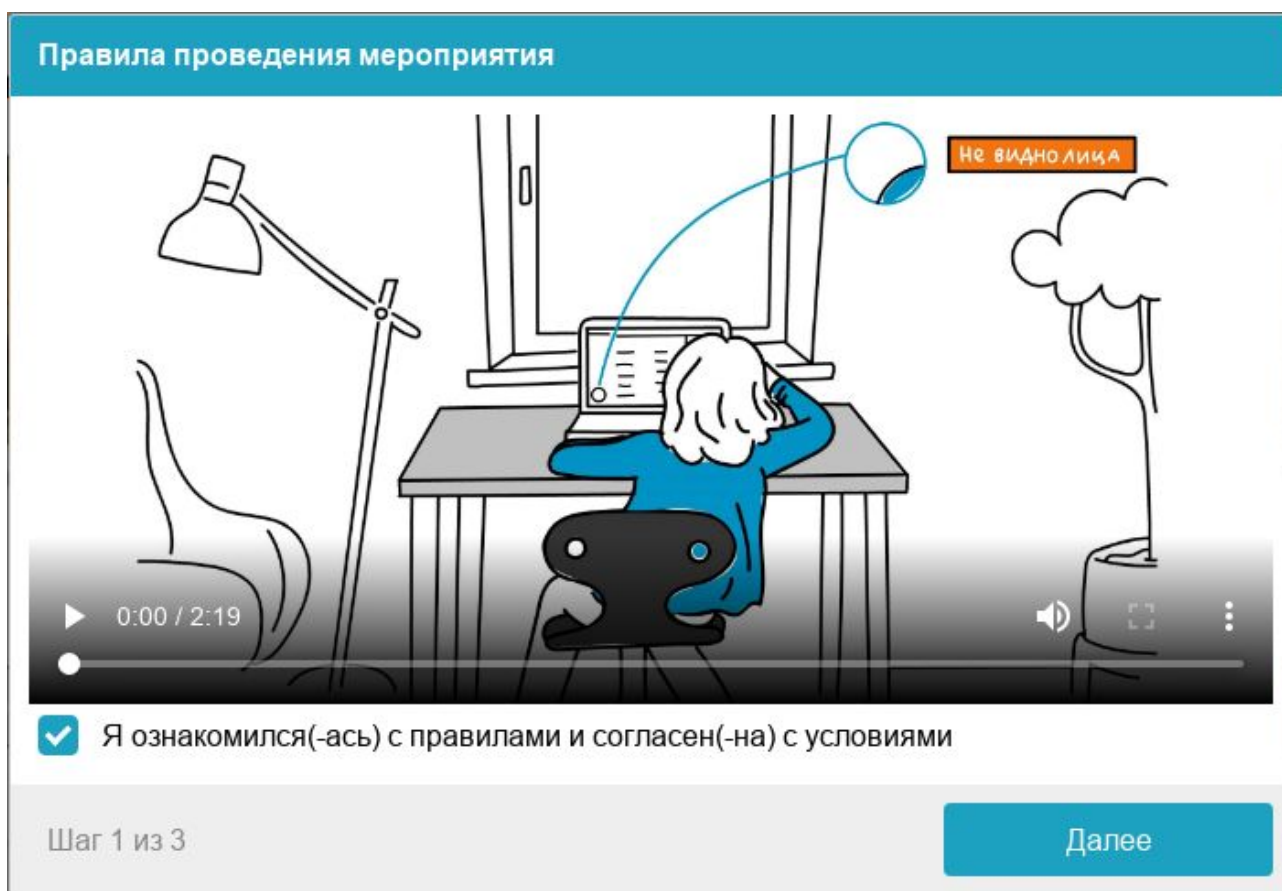 Правила проведения мероприятия
Не видно лица
0:00 / 2:19
Я ознакомился(-ась) с правилами и согласен(-на) с условиями
Шаг 1 из 3
Далее